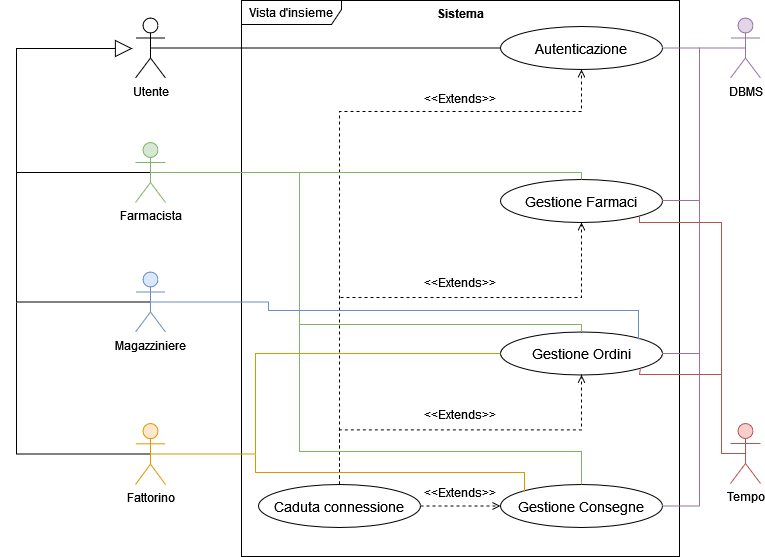 Vista d'insieme
Sistema
Utente
Autenticazione
DBMS
<<Extends>>
Farmacista
Gestione Farmaci
<<Extends>>
Magazziniere
Gestione Ordini
<<Extends>>
Fattorino
<<Extends>>
Caduta connessione
Gestione Consegne
Tempo